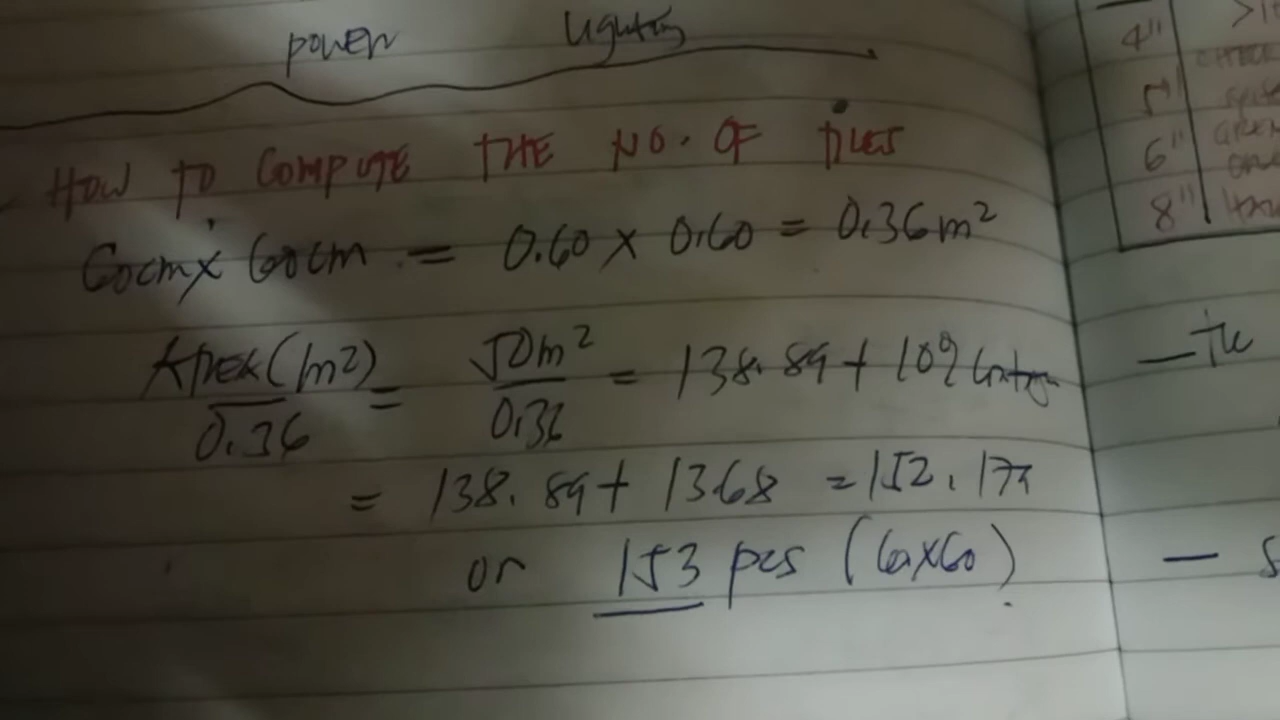 power lighting
HOW TO COMPUTE THE NO. OF TILES
60cm x 60cm = 0.60 x 0.60 = 0.36m²
Area (m2) / 0.36 = 50m² / 0.36 = 138.89 + 10%
= 138.89 + 13.68 = 152.17
or 153 pcs (60x60)
4"
5"
6"
8"